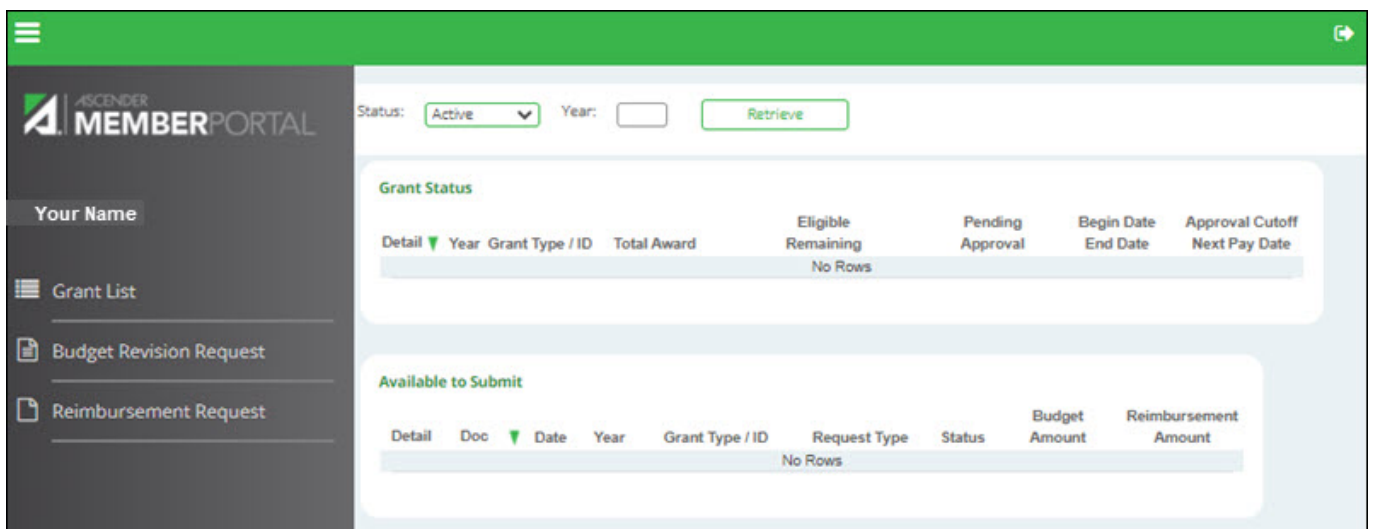 ASCENDER
MEMBERPORTAL
Your Name
Grant List
Budget Revision Request
Reimbursement Request
Status: Active Year: Retrieve
Grant Status
Detail Year Grant Type / ID Total Award Eligible Remaining Pending Approval Begin Date End Date Approval Cutoff Next Pay Date
No Rows
Available to Submit
Detail Doc Date Year Grant Type / ID Request Type Status Budget Amount Reimbursement Amount
No Rows